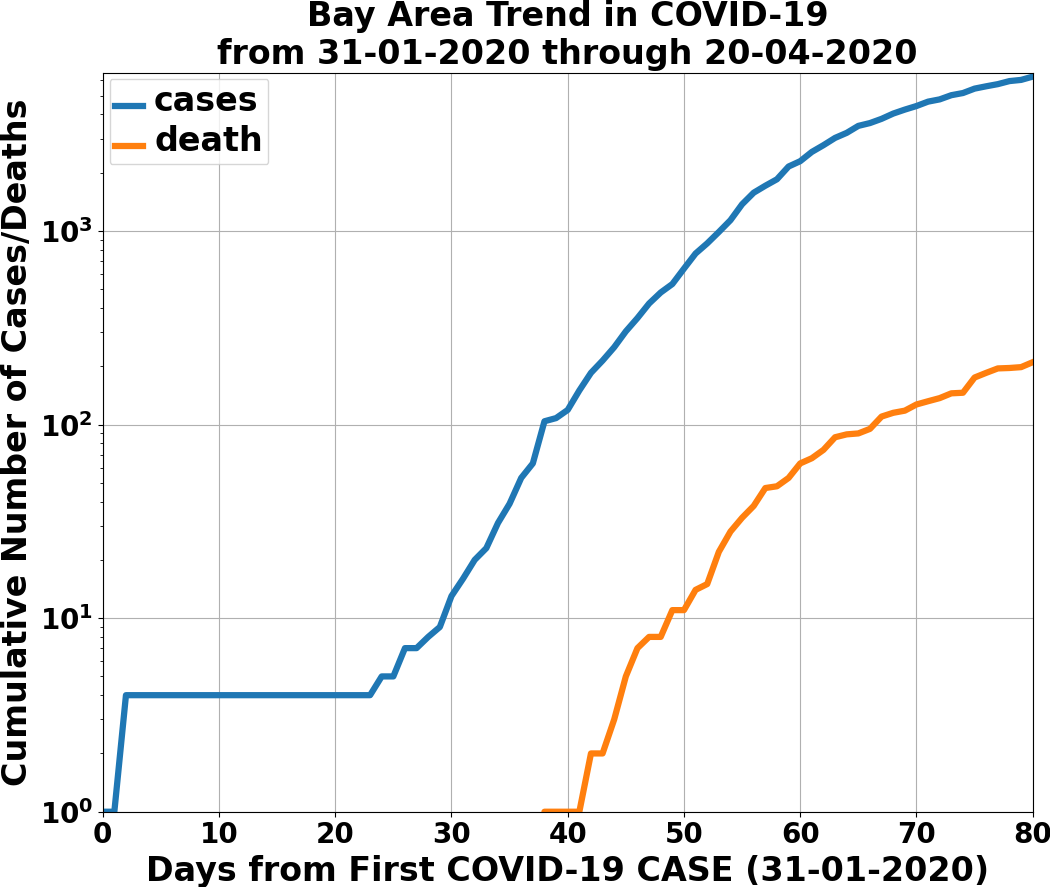 Bay Area Trend in COVID-19
from 31-01-2020 through 20-04-2020
cases
death
Cumulative Number of Cases/Deaths
10³
10²
10¹
10⁰
0 10 20 30 40 50 60 70 80
Days from First COVID-19 CASE (31-01-2020)